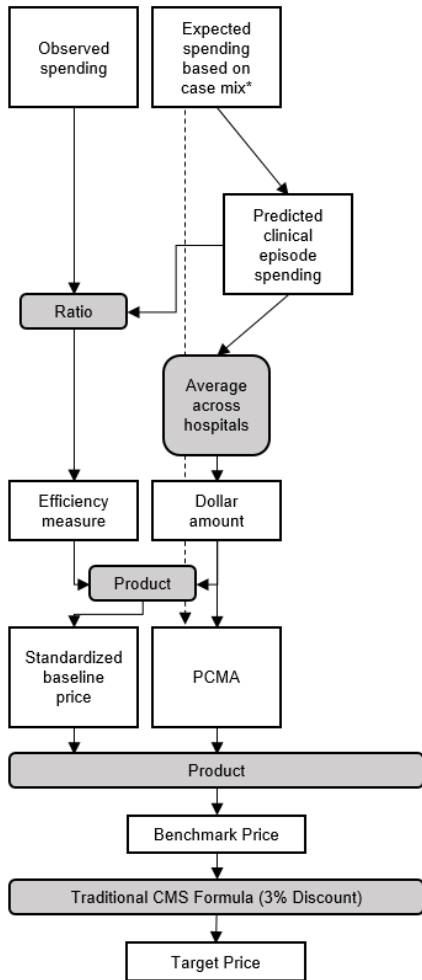 Observed
spending
Expected
spending
based on
case mix*
Predicted
clinical
episode
spending
Ratio
Average
across
hospitals
Efficiency
measure
Dollar
amount
Product
Standardized
baseline
price
PCMA
Product
Benchmark Price
Traditional CMS Formula (3% Discount)
Target Price